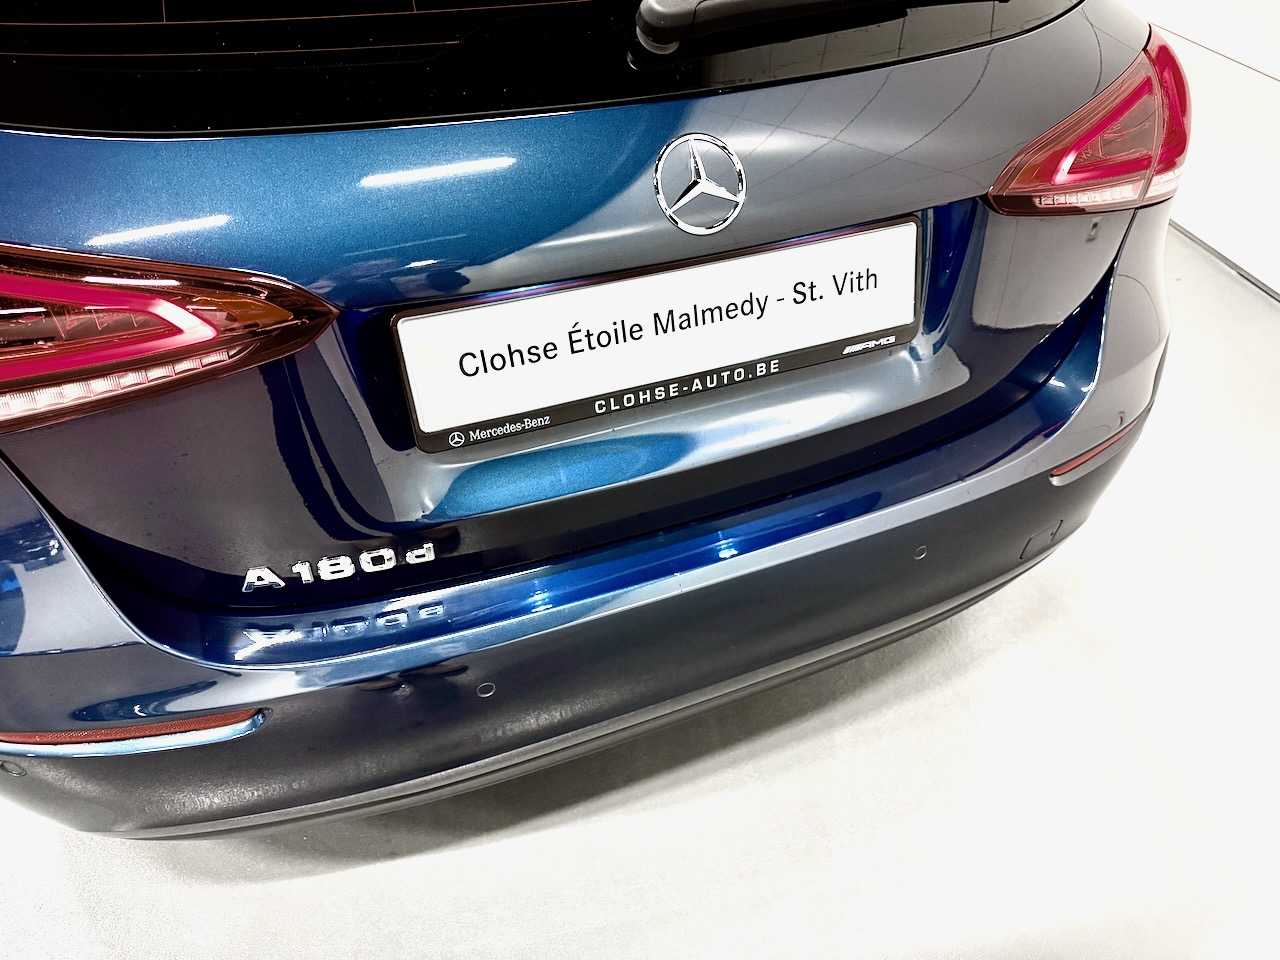 Clohse Étoile Malmedy - St. Vith
Mercedes-Benz CLOHSE-AUTO.BE AMG
A180d